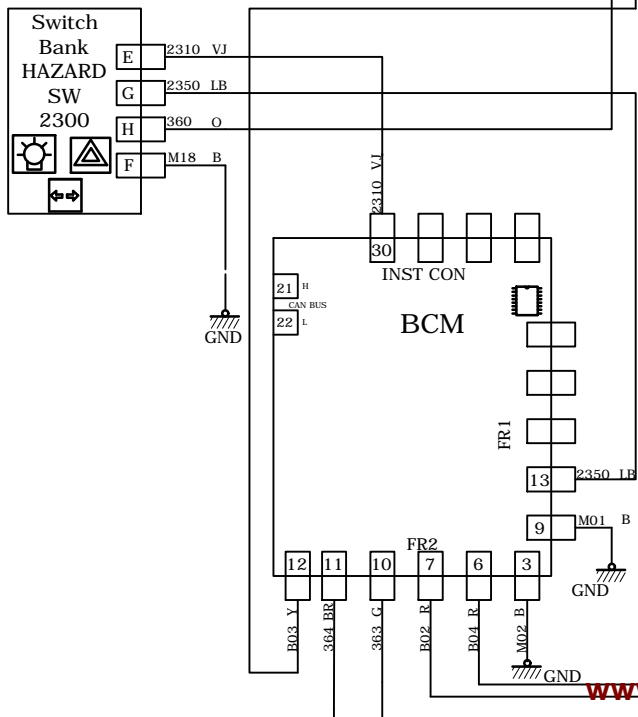 Switch
Bank
HAZARD
SW
2300
E
2310 VJ
G
2350 LB
H
360 O
F
M18 B
GND
2310 VJ
30
INST CON
21 H
CAN BUS
22 L
BCM
FR1
13
2350 LB
9
M01 B
GND
FR2
12
11
10
7
6
3
B03 Y
364 BR
363 G
B02 R
B04 R
M02 B
GND
ww